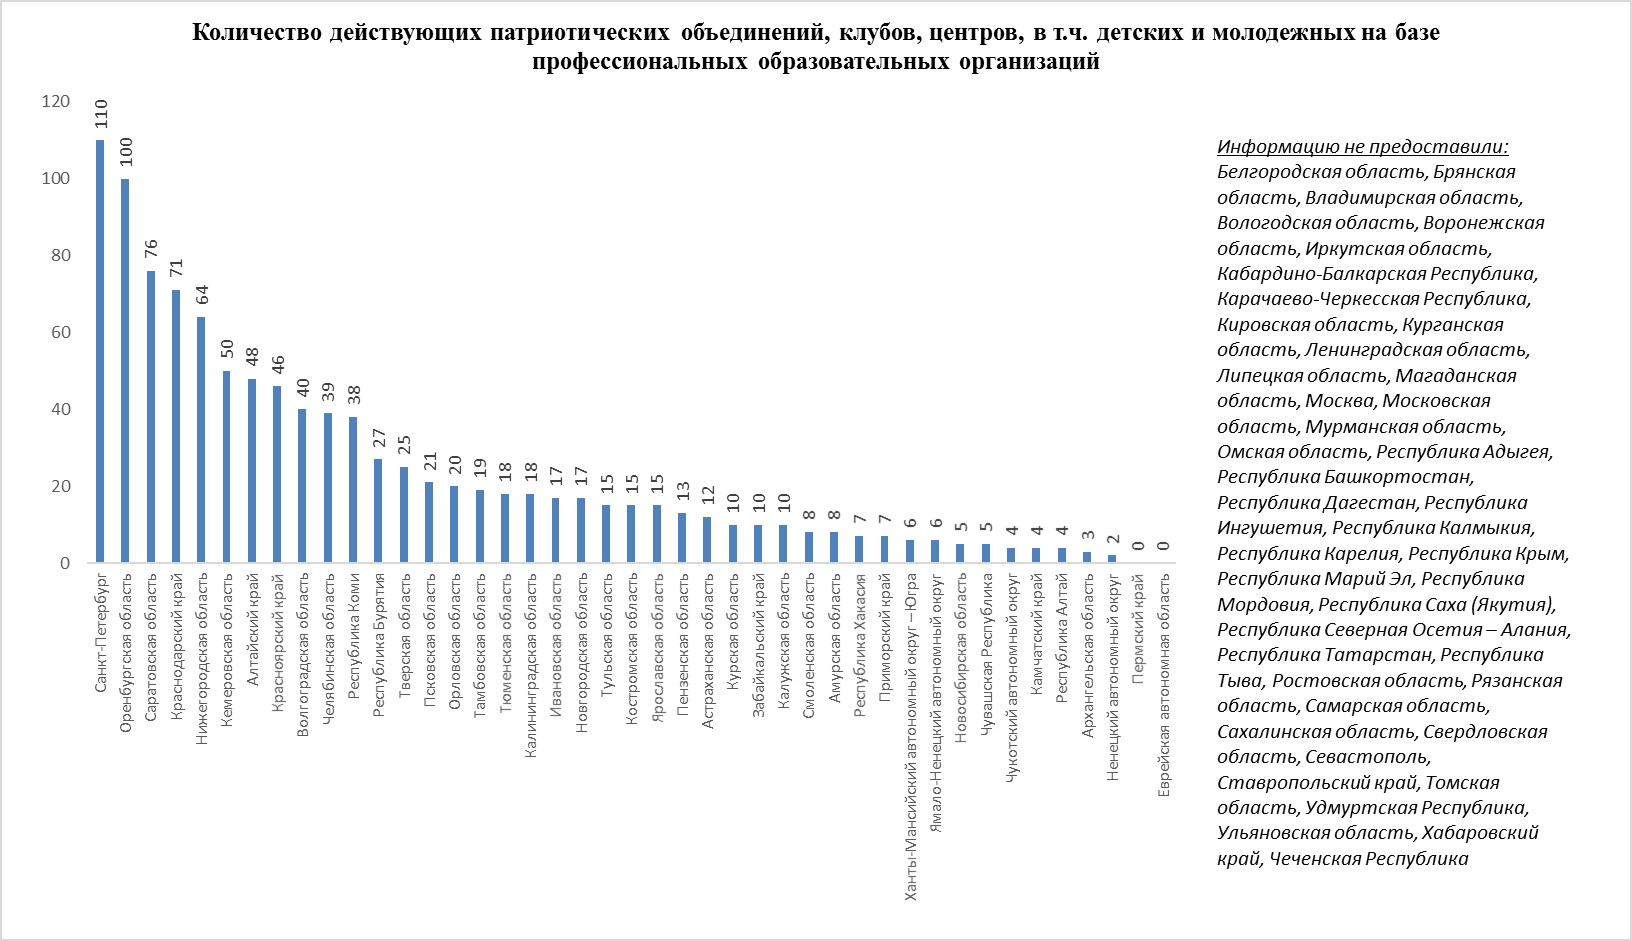 Количество действующих патриотических объединений, клубов, центров, в т.ч. детских и молодежных на базе
профессиональных образовательных организаций
120
100
80
60
40
20
0
110
100
76
71
64
50
48
46
40
39
38
27
25
21
20
19
18
18
17
17
15
15
15
13
12
10
10
10
8
8
7
7
6
6
5
5
4
4
4
3
2
0
0
Санкт-Петербург
Оренбургская область
Саратовская область
Краснодарский край
Нижегородская область
Кемеровская область
Алтайский край
Красноярский край
Волгоградская область
Челябинская область
Республика Коми
Республика Бурятия
Тверская область
Псковская область
Орловская область
Тамбовская область
Тюменская область
Калининградская область
Ивановская область
Новгородская область
Тульская область
Костромская область
Ярославская область
Пензенская область
Астраханская область
Курская область
Забайкальский край
Калужская область
Смоленская область
Амурская область
Республика Хакасия
Приморский край
Ханты-Мансийский автономный округ – Югра
Ямало-Ненецкий автономный округ
Новосибирская область
Чувашская Республика
Чукотский автономный округ
Камчатский край
Республика Алтай
Архангельская область
Ненецкий автономный округ
Пермский край
Еврейская автономная область
Информацию не предоставили:
Белгородская область, Брянская
область, Владимирская область,
Вологодская область, Воронежская
область, Иркутская область,
Кабардино-Балкарская Республика,
Карачаево-Черкесская Республика,
Кировская область, Курганская
область, Ленинградская область,
Липецкая область, Магаданская
область, Москва, Московская
область, Мурманская область,
Омская область, Республика Адыгея,
Республика Башкортостан,
Республика Дагестан, Республика
Ингушетия, Республика Калмыкия,
Республика Карелия, Республика Крым,
Республика Марий Эл, Республика
Мордовия, Республика Саха (Якутия),
Республика Северная Осетия – Алания,
Республика Татарстан, Республика
Тыва, Ростовская область, Рязанская
область, Самарская область,
Сахалинская область, Свердловская
область, Севастополь,
Ставропольский край, Томская
область, Удмуртская Республика,
Ульяновская область, Хабаровский
край, Чеченская Республика